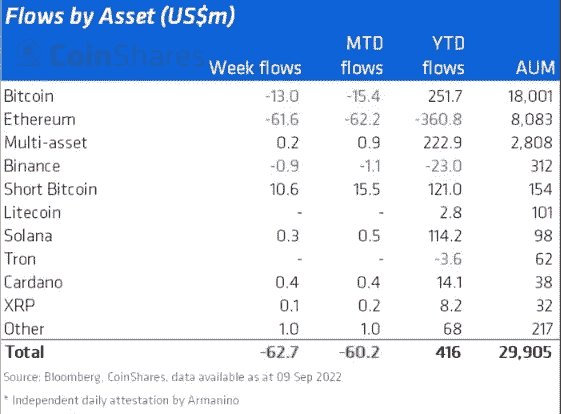 Flows by Asset (US$m)
CoinShares
Week flows MTD flows YTD flows AUM
Bitcoin -13.0 -15.4 251.7 18,001
Ethereum -61.6 -62.2 -360.8 8,083
Multi-asset 0.2 0.9 222.9 2,808
Binance -0.9 -1.1 -23.0 312
Short Bitcoin 10.6 15.5 121.0 154
Litecoin - - 2.8 101
Solana 0.3 0.5 114.2 98
Tron - - -3.6 62
Cardano 0.4 0.4 14.1 38
XRP 0.1 0.2 8.2 32
Other 1.0 1.0 68 217
Total -62.7 -60.2 416 29,905
Source: Bloomberg, CoinShares, data available as at 09 Sep 2022
* Independent daily attestation by Armanino